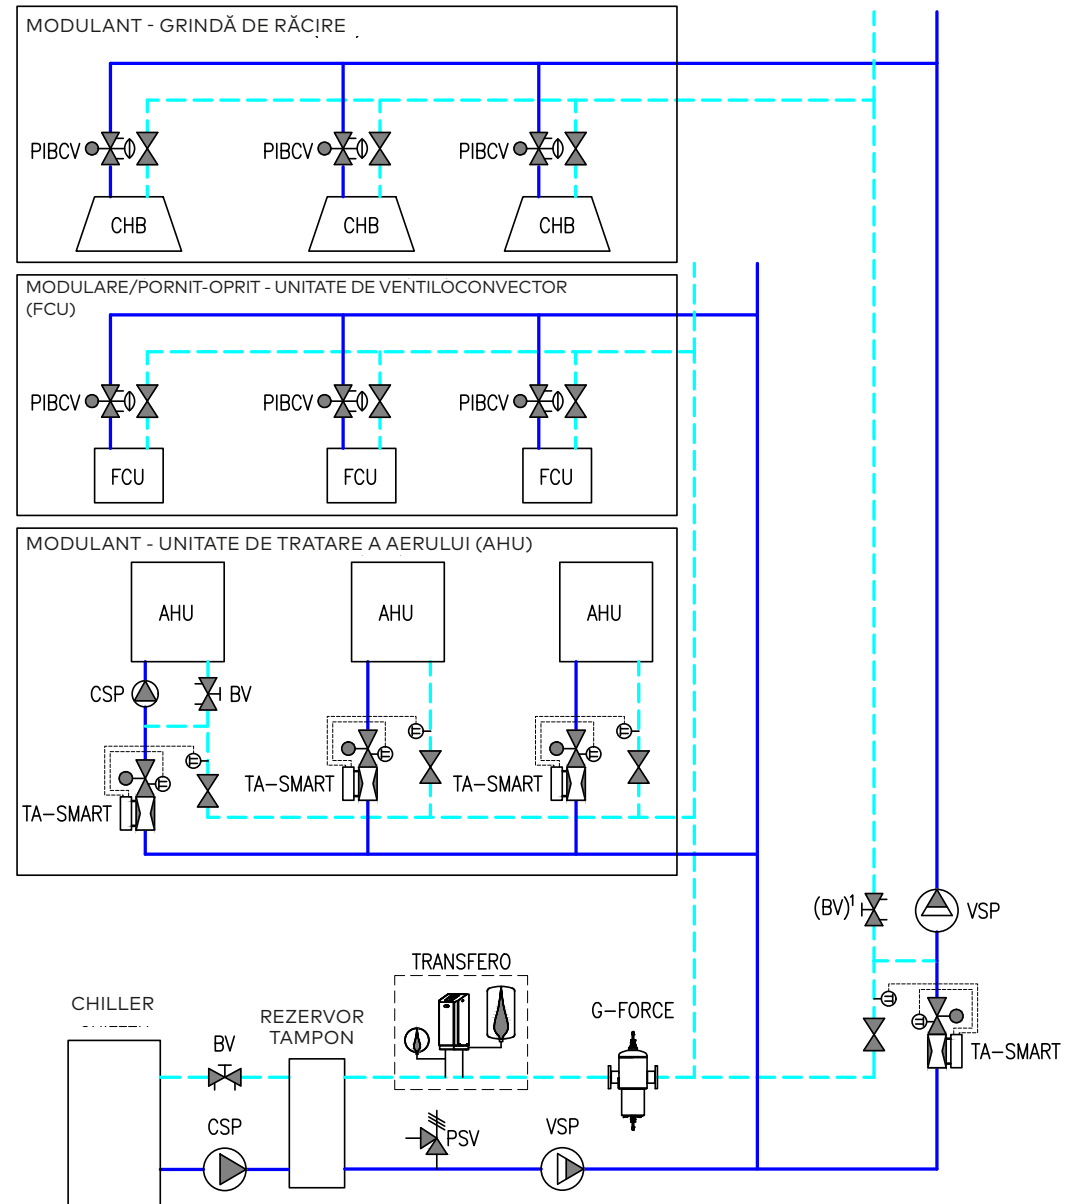 MODULANT - GRINDĂ DE RĂCIRE
PIBCV
PIBCV
PIBCV
CHB
CHB
CHB
MODULARE/PORNIT-OPRIT - UNITATE DE VENTILOCONVECTOR
(FCU)
PIBCV
PIBCV
PIBCV
FCU
FCU
FCU
MODULANT - UNITATE DE TRATARE A AERULUI (AHU)
AHU
AHU
AHU
CSP
BV
TA-SMART
TA-SMART
TA-SMART
(BV)¹
VSP
TA-SMART
TRANSFERO
G-FORCE
CHILLER
REZERVOR
TAMPON
BV
CSP
PSV
VSP